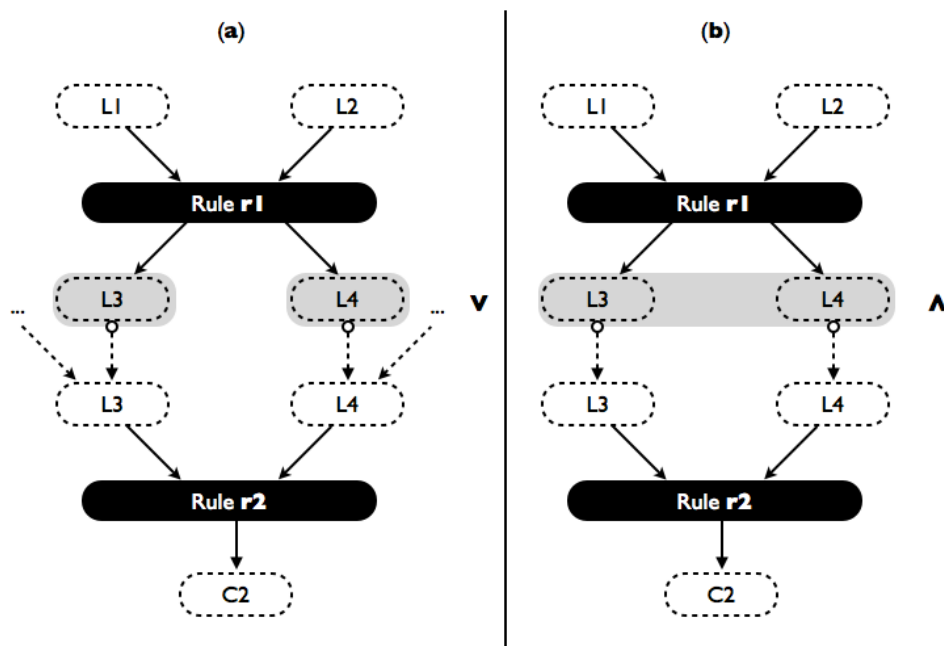 (a)
L1 L2
Rule r1
L3 L4
... ... V
L3 L4
Rule r2
C2
(b)
L1 L2
Rule r1
L3 L4
Λ
L3 L4
Rule r2
C2